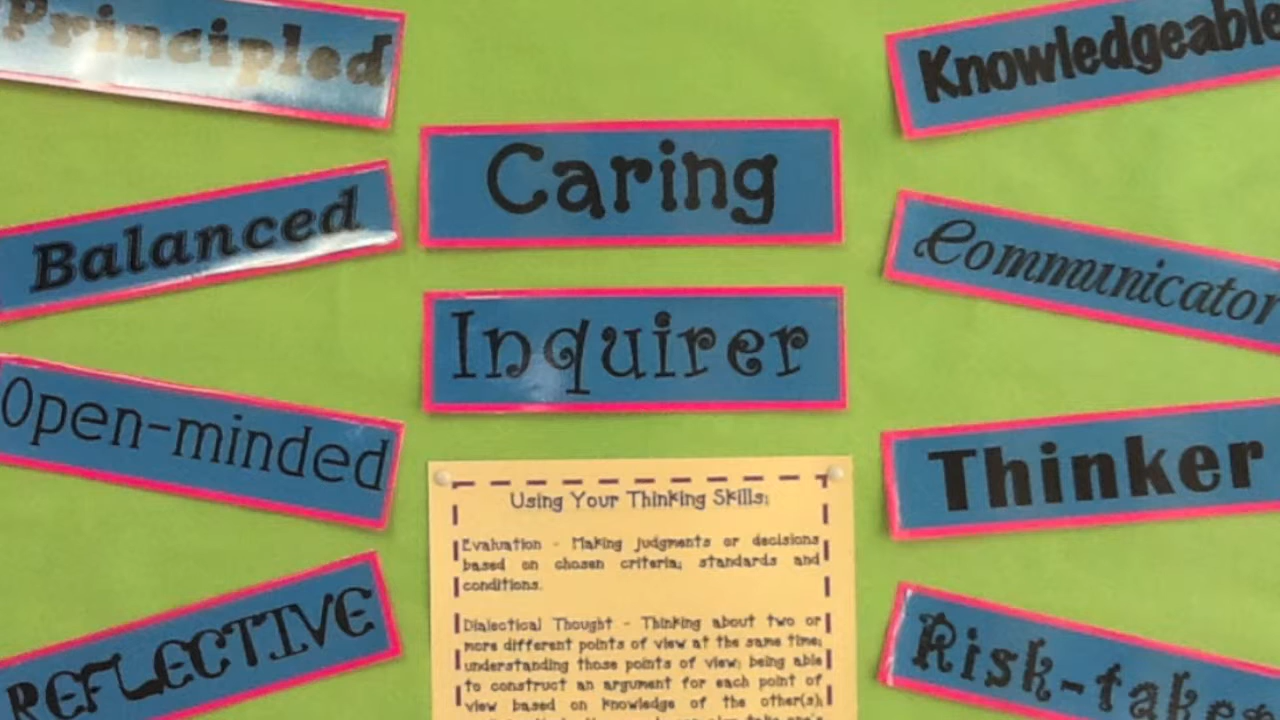 Principled
Knowledgeable
Caring
Balanced
Communicator
Inquirer
Open-minded
Thinker
Using Your Thinking Skills:
Evaluation - Making judgments or decisions
based on chosen criteria; standards and
conditions.
REFLECTIVE
Risk-taker
Dialectical Thought - Thinking about two or
more different points of view at the same time;
understanding those points of view; being able
to construct an argument for each point of
view based on knowledge of the other(s);